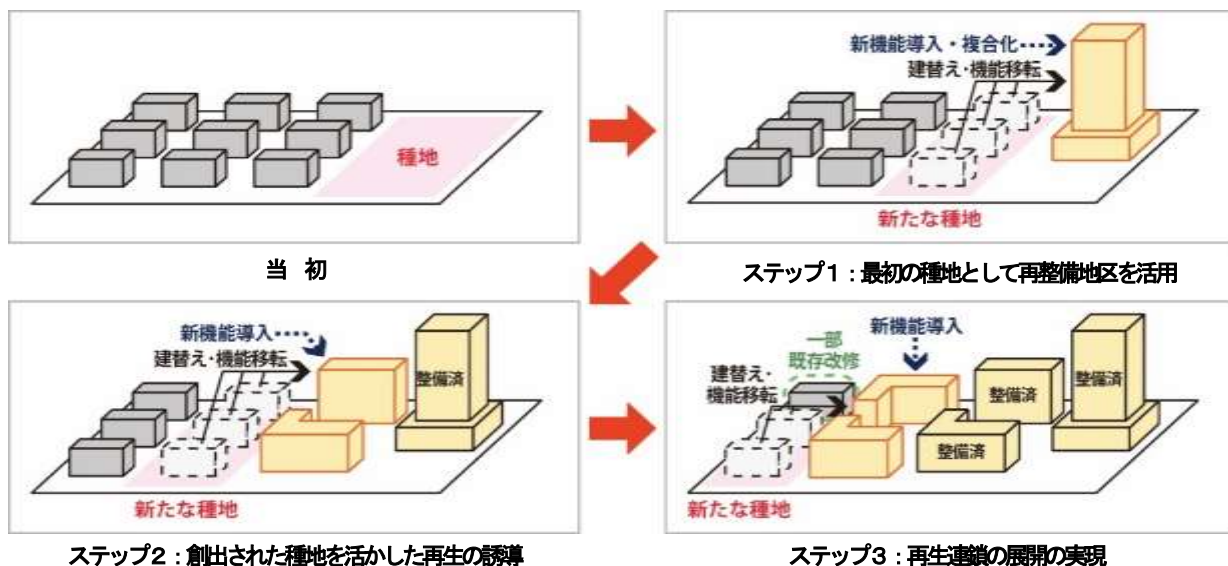 種地
当 初
新機能導入・複合化
建替え・機能移転
新たな種地
ステップ1：最初の種地として再整備地区を活用
新機能導入
建替え・機能移転
整備済
新たな種地
ステップ2：創出された種地を活かした再生の誘導
新機能導入
一部
既存改修
建替え・
機能移転
整備済
整備済
整備済
新たな種地
ステップ3：再生連鎖の展開の実現